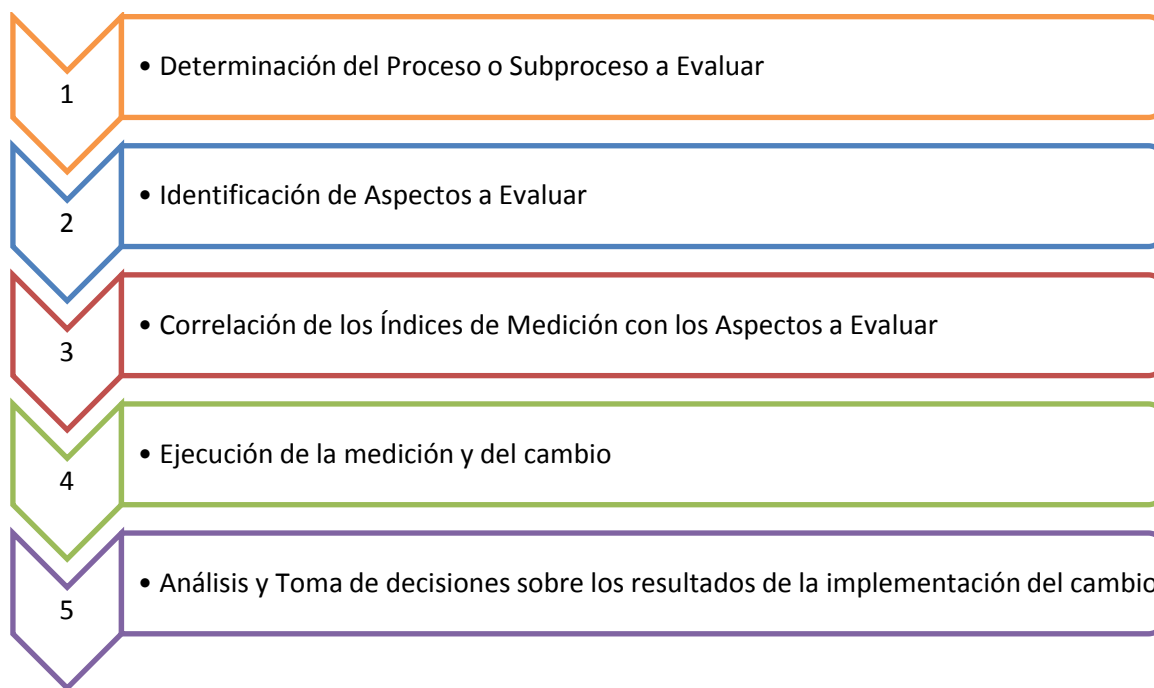 1
• Determinación del Proceso o Subproceso a Evaluar
2
• Identificación de Aspectos a Evaluar
3
• Correlación de los Índices de Medición con los Aspectos a Evaluar
4
• Ejecución de la medición y del cambio
5
• Análisis y Toma de decisiones sobre los resultados de la implementación del cambio